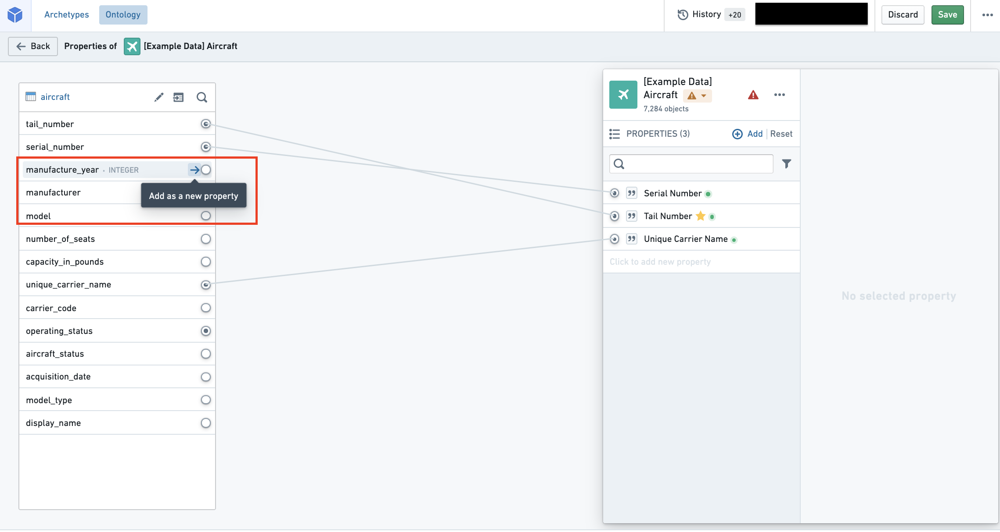 Archetypes
Ontology
History +20
Discard
Save
Back
Properties of [Example Data] Aircraft
aircraft
tail_number
serial_number
manufacture_year · INTEGER
manufacturer
Add as a new property
model
number_of_seats
capacity_in_pounds
unique_carrier_name
carrier_code
operating_status
aircraft_status
acquisition_date
model_type
display_name
[Example Data]
Aircraft
7,284 objects
PROPERTIES (3)
Add
Reset
Serial Number
Tail Number
Unique Carrier Name
Click to add new property
No selected property